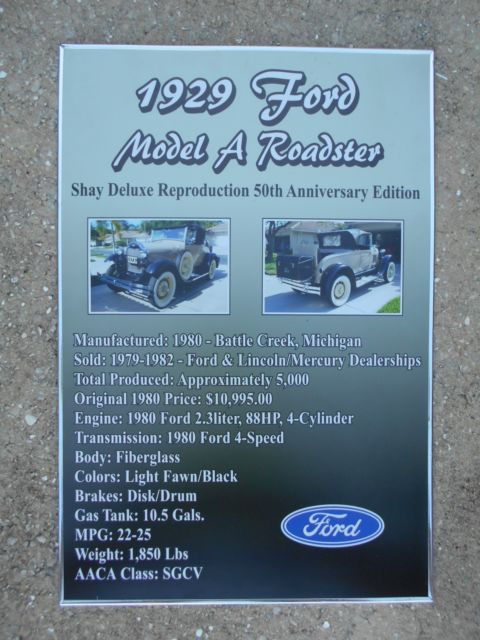 1929 Ford
Model A Roadster
Shay Deluxe Reproduction 50th Anniversary Edition
Manufactured: 1980 - Battle Creek, Michigan
Sold: 1979-1982 - Ford & Lincoln/Mercury Dealerships
Total Produced: Approximately 5,000
Original 1980 Price: $10,995.00
Engine: 1980 Ford 2.3liter, 88HP, 4-Cylinder
Transmission: 1980 Ford 4-Speed
Body: Fiberglass
Colors: Light Fawn/Black
Brakes: Disk/Drum
Gas Tank: 10.5 Gals.
MPG: 22-25
Weight: 1,850 Lbs
AACA Class: SGCV
Ford